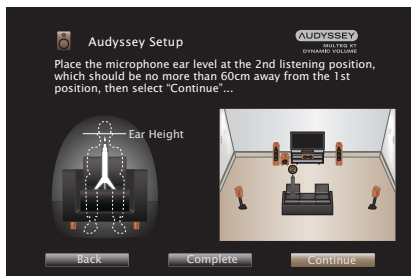 Audyssey Setup
AUDYSSEY
MULTEQ XT
DYNAMIC VOLUME
Place the microphone ear level at the 2nd listening position,
which should be no more than 60cm away from the 1st
position, then select “Continue”...
Ear Height
Back
Complete
Continue